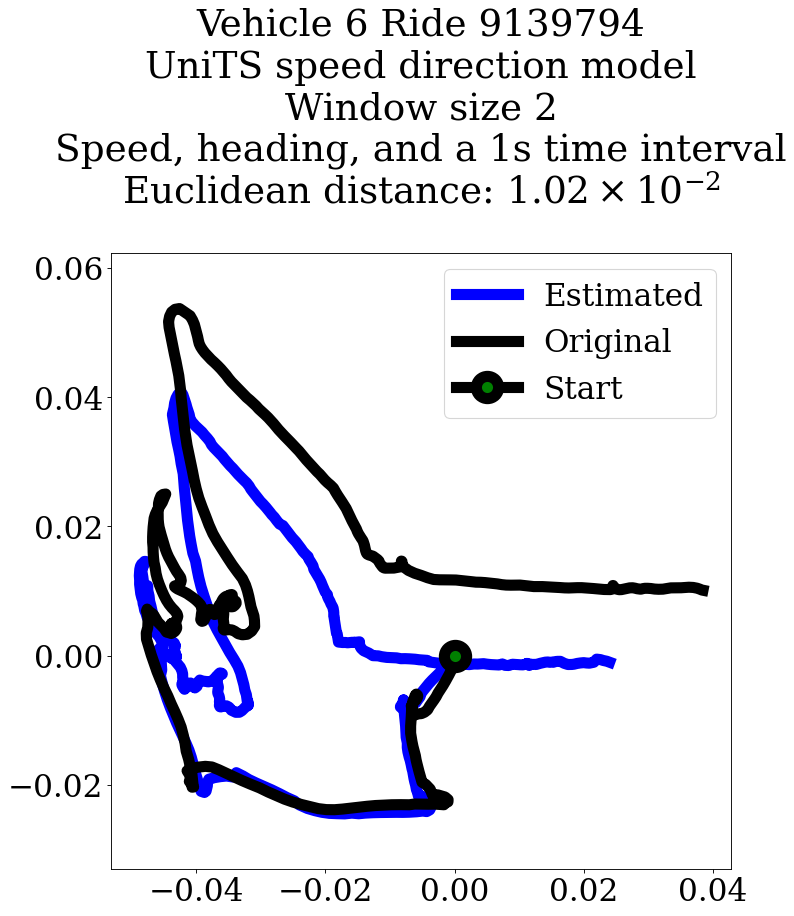 Vehicle 6 Ride 9139794
UniTS speed direction model
Window size 2
Speed, heading, and a 1s time interval
Euclidean distance: 1.02 × 10⁻²
Estimated
Original
Start
0.06
0.04
0.02
0.00
−0.02
−0.04
−0.02
0.00
0.02
0.04